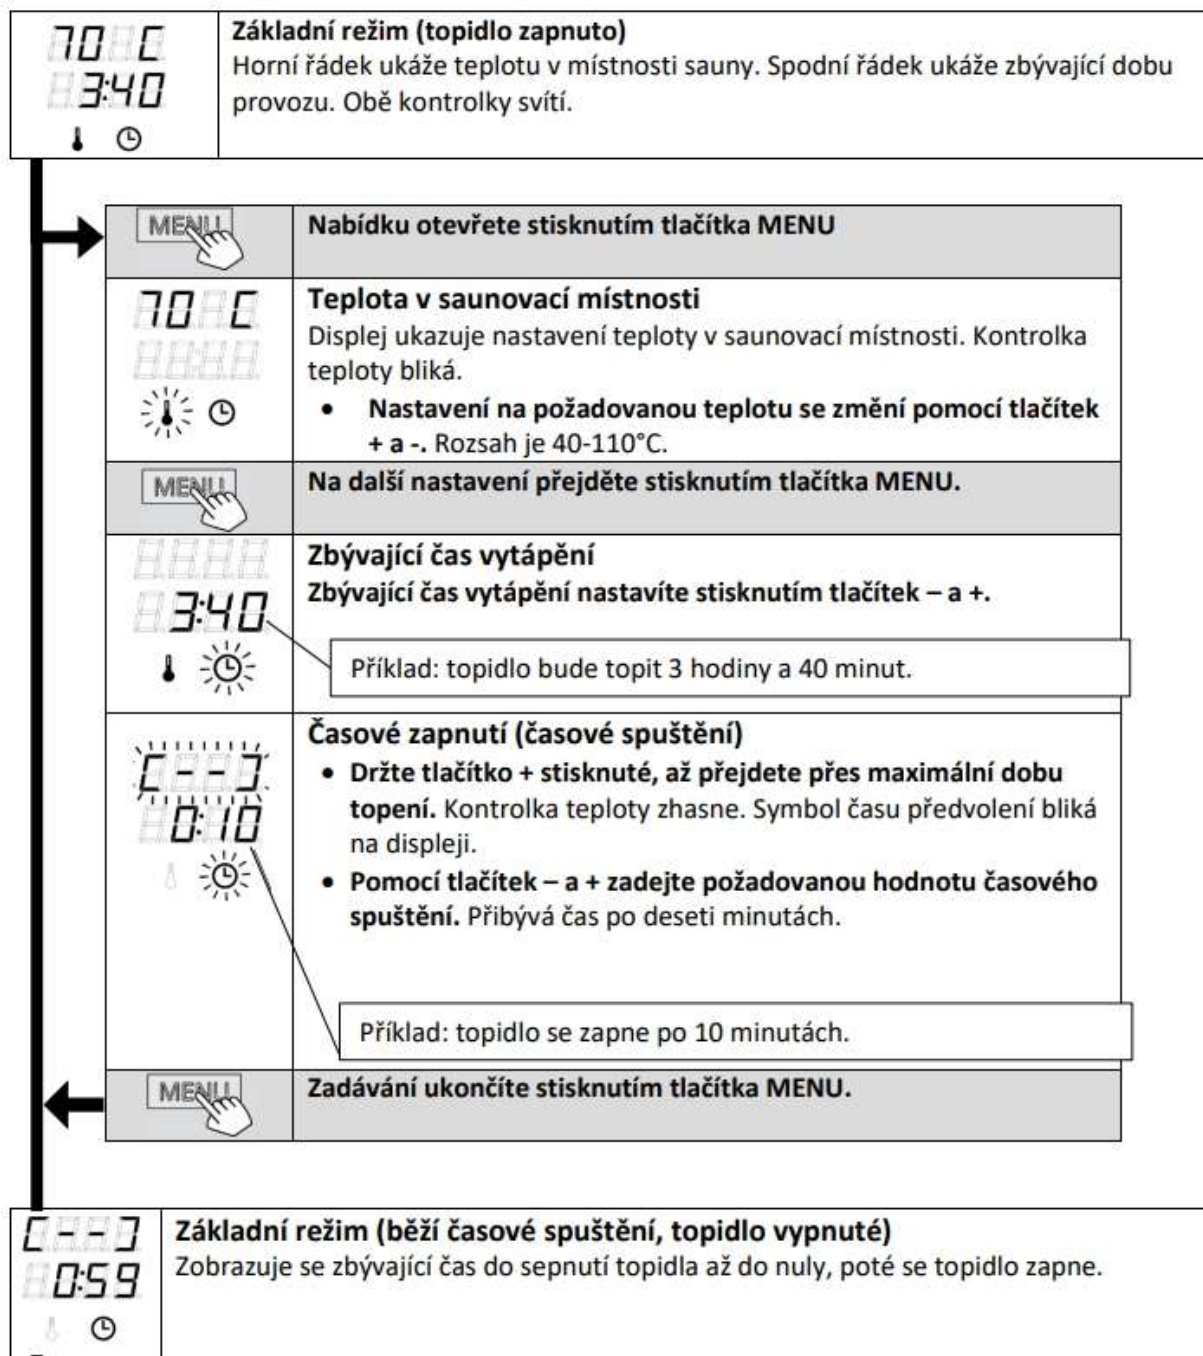 70 C
3:40
Základní režim (topidlo zapnuto)
Horní řádek ukáže teplotu v místnosti sauny. Spodní řádek ukáže zbývající dobu
provozu. Obě kontrolky svítí.
MENU
Nabídku otevřete stisknutím tlačítka MENU
70 C
Teplota v saunovací místnosti
Displej ukazuje nastavení teploty v saunovací místnosti. Kontrolka
teploty bliká.
• Nastavení na požadovanou teplotu se změní pomocí tlačítek
+ a -. Rozsah je 40-110°C.
MENU
Na další nastavení přejděte stisknutím tlačítka MENU.
3:40
Zbývající čas vytápění
Zbývající čas vytápění nastavíte stisknutím tlačítek – a +.
Příklad: topidlo bude topit 3 hodiny a 40 minut.
[--]
0:10
Časové zapnutí (časové spuštění)
• Držte tlačítko + stisknuté, až přejdete přes maximální dobu
topení. Kontrolka teploty zhasne. Symbol času předvolení bliká
na displeji.
• Pomocí tlačítek – a + zadejte požadovanou hodnotu časového
spuštění. Přibývá čas po deseti minutách.
Příklad: topidlo se zapne po 10 minutách.
MENU
Zadávání ukončíte stisknutím tlačítka MENU.
[--]
0:59
Základní režim (běží časové spuštění, topidlo vypnuté)
Zobrazuje se zbývající čas do sepnutí topidla až do nuly, poté se topidlo zapne.